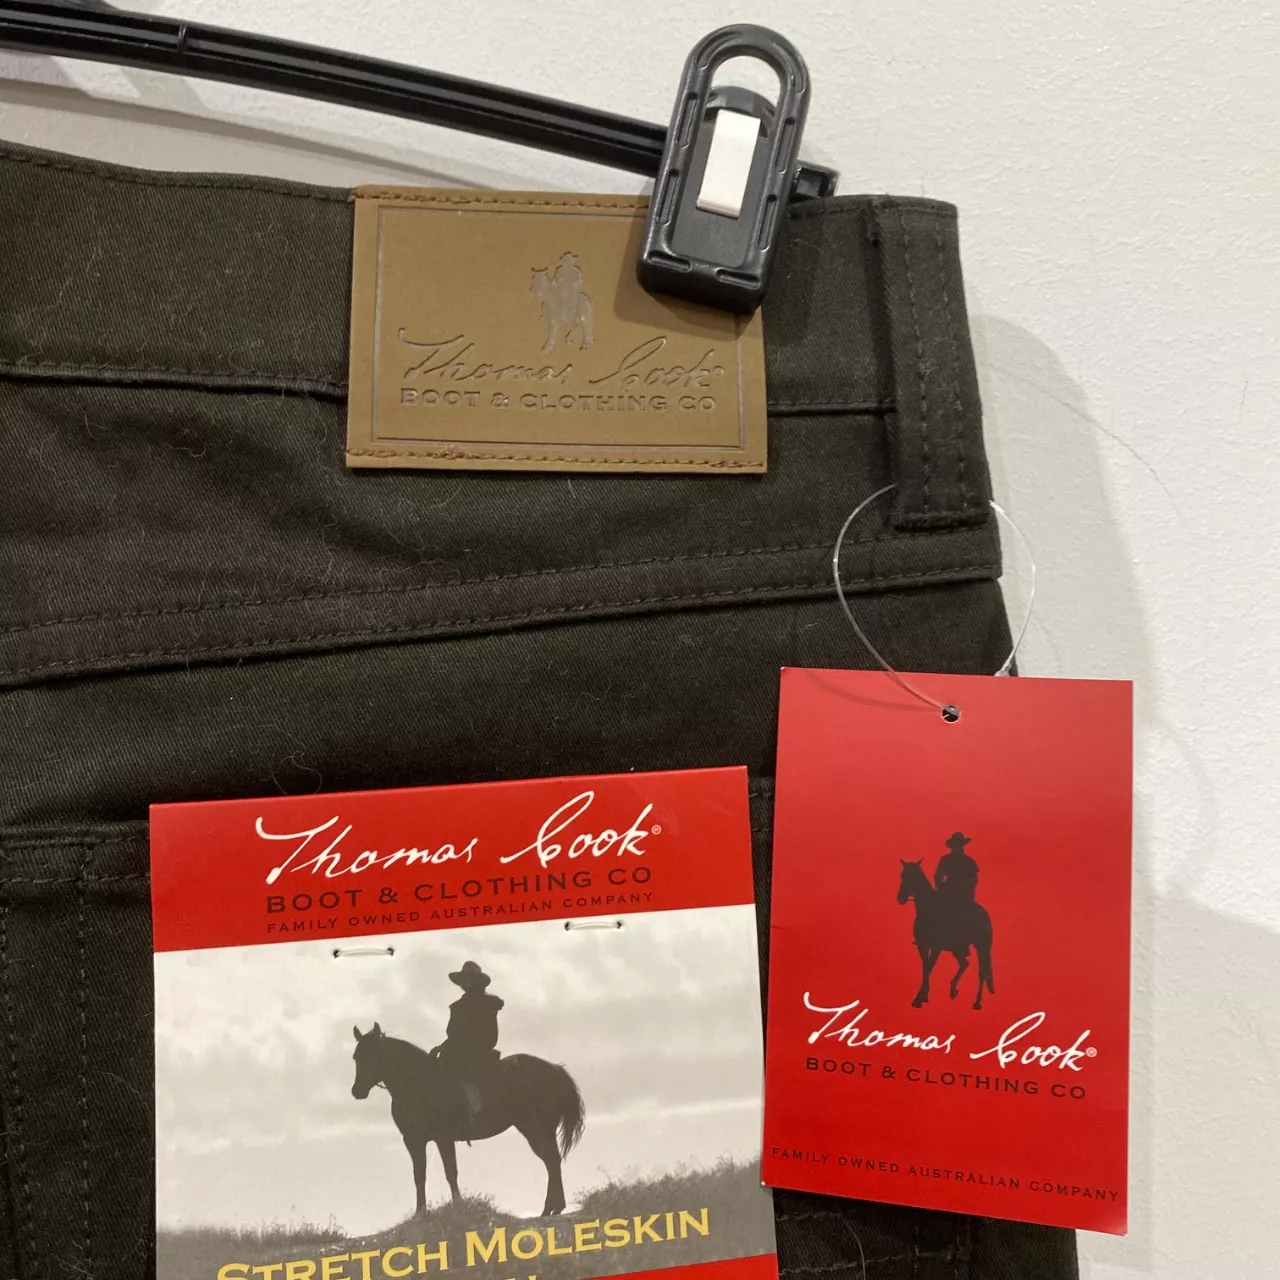 Thomas Cook®
BOOT & CLOTHING CO
Thomas Cook®
BOOT & CLOTHING CO
FAMILY OWNED AUSTRALIAN COMPANY
STRETCH MOLESKIN
Thomas Cook®
BOOT & CLOTHING CO
FAMILY OWNED AUSTRALIAN COMPANY